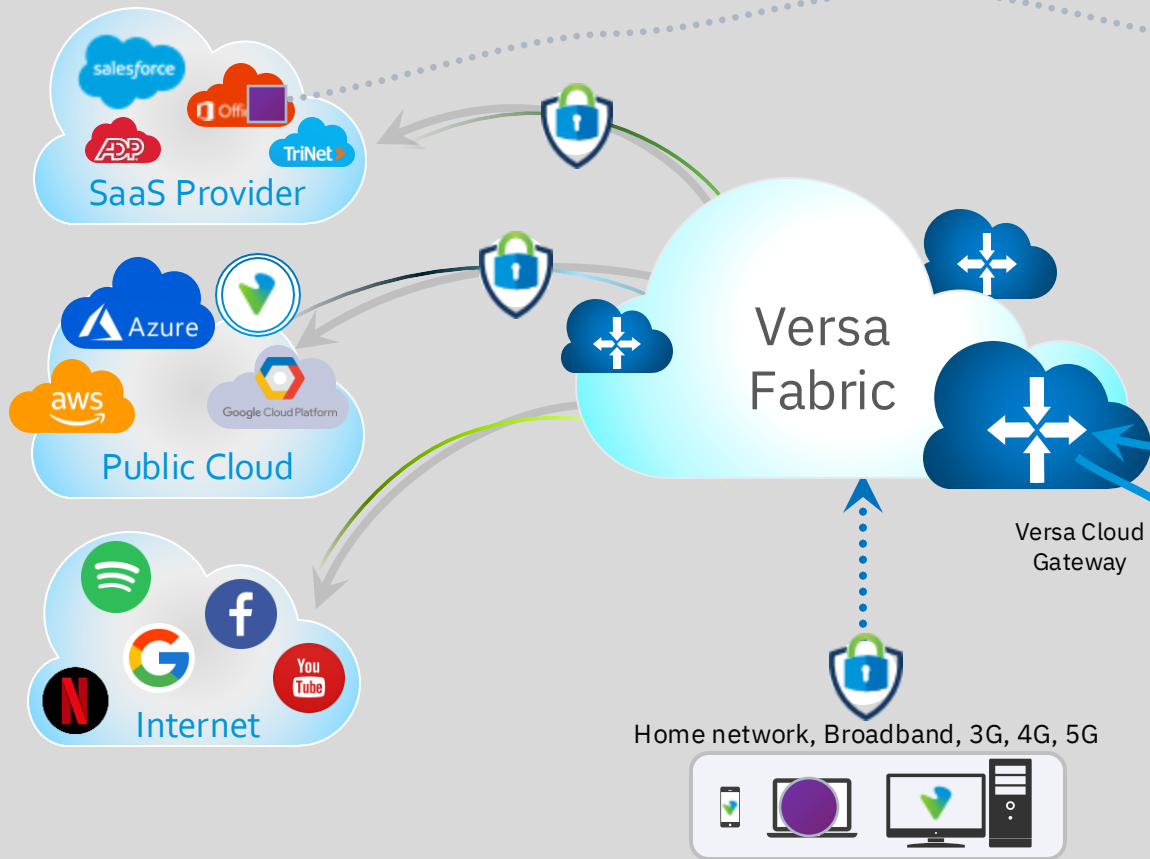 salesforce
Offi
ADP
TriNet
SaaS Provider
Azure
aws
Google Cloud Platform
Public Cloud
You
Tube
Internet
Versa
Fabric
Versa Cloud
Gateway
Home network, Broadband, 3G, 4G, 5G